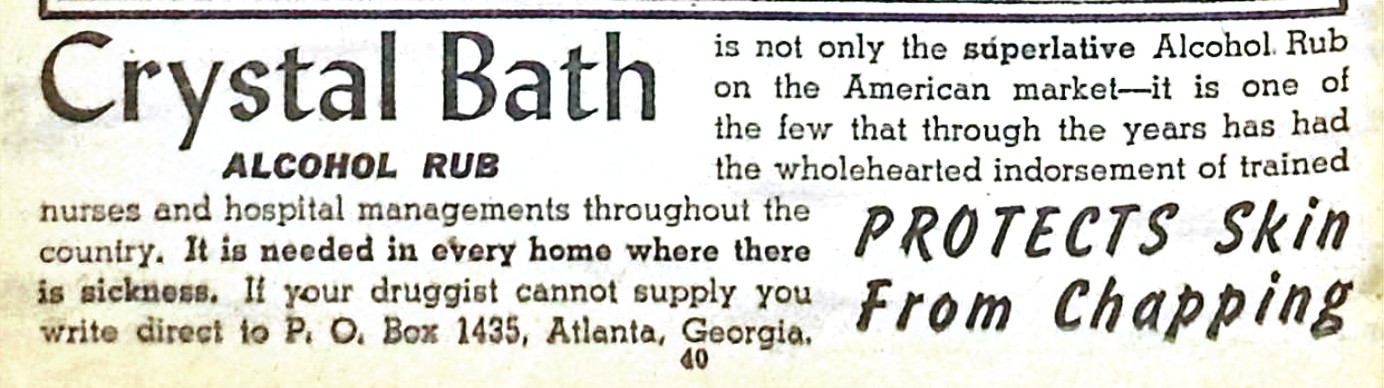 Crystal Bath
ALCOHOL RUB
is not only the superlative Alcohol Rub
on the American market—it is one of
the few that through the years has had
the wholehearted indorsement of trained
nurses and hospital managements throughout the
country. It is needed in every home where there
is sickness. If your druggist cannot supply you
write direct to P. O. Box 1435, Atlanta, Georgia.
PROTECTS Skin
From Chapping
40